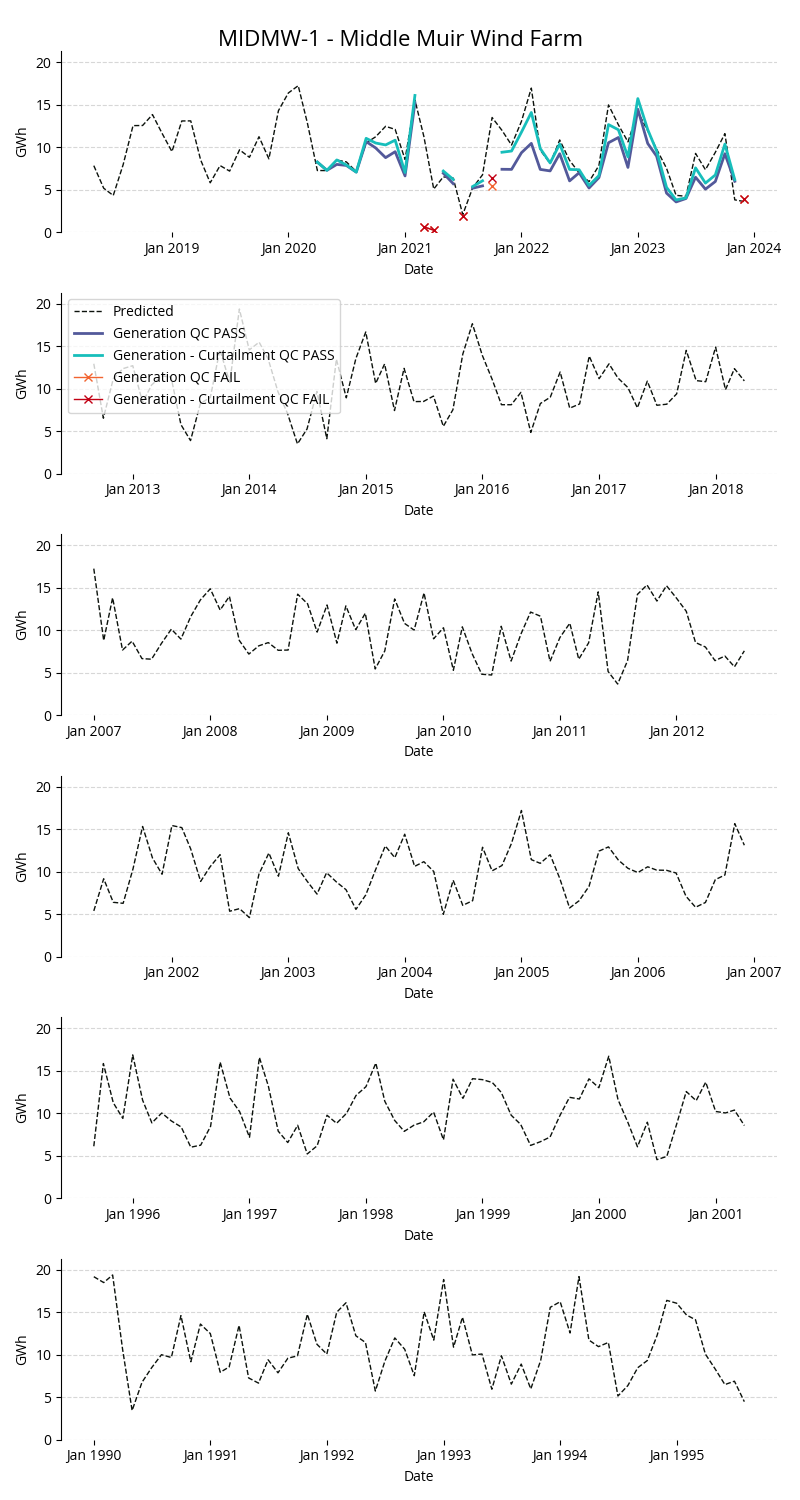 MIDMW-1 - Middle Muir Wind Farm
20
15
10
5
0
GWh
Jan 2019
Jan 2020
Jan 2021
Jan 2022
Jan 2023
Jan 2024
Date
20
15
10
5
0
GWh
Predicted
Generation QC PASS
Generation - Curtailment QC PASS
Generation QC FAIL
Generation - Curtailment QC FAIL
Jan 2013
Jan 2014
Jan 2015
Jan 2016
Jan 2017
Jan 2018
Date
20
15
10
5
0
GWh
Jan 2007
Jan 2008
Jan 2009
Jan 2010
Jan 2011
Jan 2012
Date
20
15
10
5
0
GWh
Jan 2002
Jan 2003
Jan 2004
Jan 2005
Jan 2006
Jan 2007
Date
20
15
10
5
0
GWh
Jan 1996
Jan 1997
Jan 1998
Jan 1999
Jan 2000
Jan 2001
Date
20
15
10
5
0
GWh
Jan 1990
Jan 1991
Jan 1992
Jan 1993
Jan 1994
Jan 1995
Date